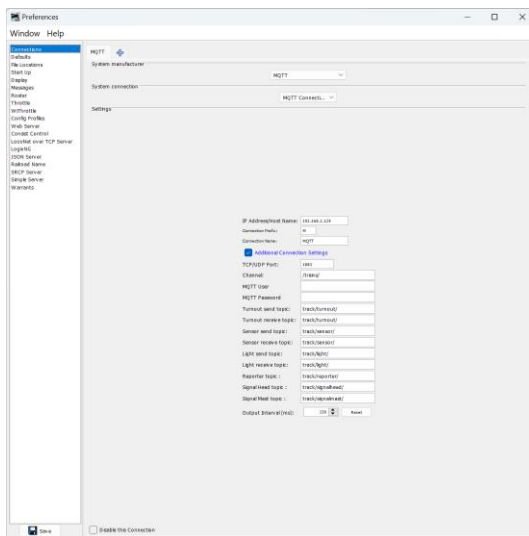 Preferences
Window Help
Connections
Defaults
File Locations
Start Up
Display
Messages
Roster
Throttle
WiThrottle
Config Profiles
Web Server
Consist Control
LocoNet over TCP Server
LogixNG
JSON Server
Railroad Name
SRCP Server
Simple Server
Warrants
Save
MQTT
System manufacturer
MQTT
System connection
MQTT Connecti...
Settings
IP Address/Host Name:
Connection Prefix: M
Connection Name: MQTT
Additional Connection Settings
TCP/UDP Port: 1883
Channel: /trains/
MQTT User
MQTT Password
Turnout send topic: track/turnout/
Turnout receive topic: track/turnout/
Sensor send topic: track/sensor/
Sensor receive topic: track/sensor/
Light send topic: track/light/
Light receive topic: track/light/
Reporter topic : track/reporter/
Signal Head topic : track/signalhead/
Signal Mast topic : track/signalmast/
Output Interval(ms): Reset
Disable this Connection